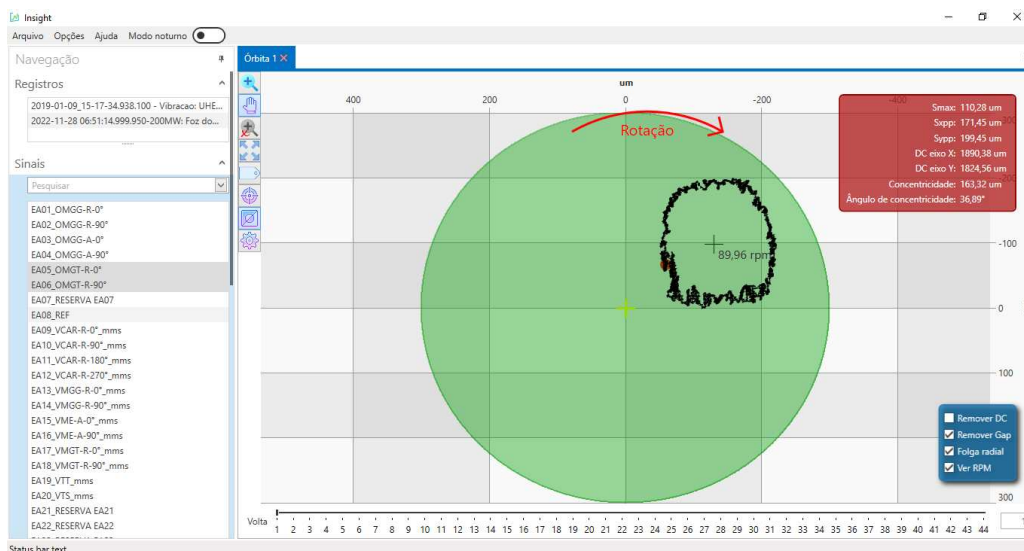 Insight
Arquivo Opções Ajuda Modo noturno
Navegação
Órbita 1
Registros
2019-01-09_15-17-34.938.100 - Vibracao: UHE...
2022-11-28 06:51:14.999.950-200MW: Foz do...
Sinais
Pesquisar
EA01_OMGG-R-0°
EA02_OMGG-R-90°
EA03_OMGG-A-0°
EA04_OMGG-A-90°
EA05_OMGT-R-0°
EA06_OMGT-R-90°
EA07_RESERVA EA07
EA08_REF
EA09_VCAR-R-0°_mms
EA10_VCAR-R-90°_mms
EA11_VCAR-R-180°_mms
EA12_VCAR-R-270°_mms
EA13_VMGG-R-0°_mms
EA14_VMGG-R-90°_mms
EA15_VME-A-0°_mms
EA16_VME-A-90°_mms
EA17_VMGT-R-0°_mms
EA18_VMGT-R-90°_mms
EA19_VTT_mms
EA20_VTS_mms
EA21_RESERVA EA21
EA22_RESERVA EA22
um
400 200 0 -200 -400
Rotação
Smax: 110,28 um
Sxpp: 171,45 um
Sypp: 199,45 um
DC eixo X: 1890,38 um
DC eixo Y: 1824,56 um
Concentricidade: 163,32 um
Ângulo de concentricidade: 36,89°
-300
-200
-100
0
100
300
89,96 rpm
Remover DC
Remover Gap
Folga radial
Ver RPM
Volta 1 2 3 4 5 6 7 8 9 10 11 12 13 14 15 16 17 18 19 20 21 22 23 24 25 26 27 28 29 30 31 32 33 34 35 36 37 38 39 40 41 42 43 44
Status bar text